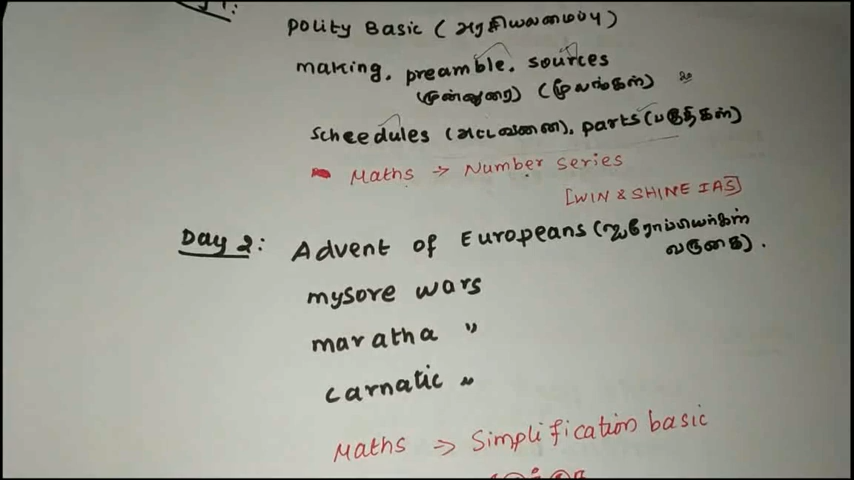 Polity Basic (அரசியலமைப்பு)
making, preamble, sources
(முன்னுரை) (மூலங்கள்)
Scheedules (அட்டவணை), parts (பகுதிகள்)
Maths → Number series
[WIN & SHINE IAS]
Day 2: Advent of Europeans (ஐரோப்பியர்கள்
வருகை).
mysore wars
maratha "
carnatic "
Maths → Simplification basic